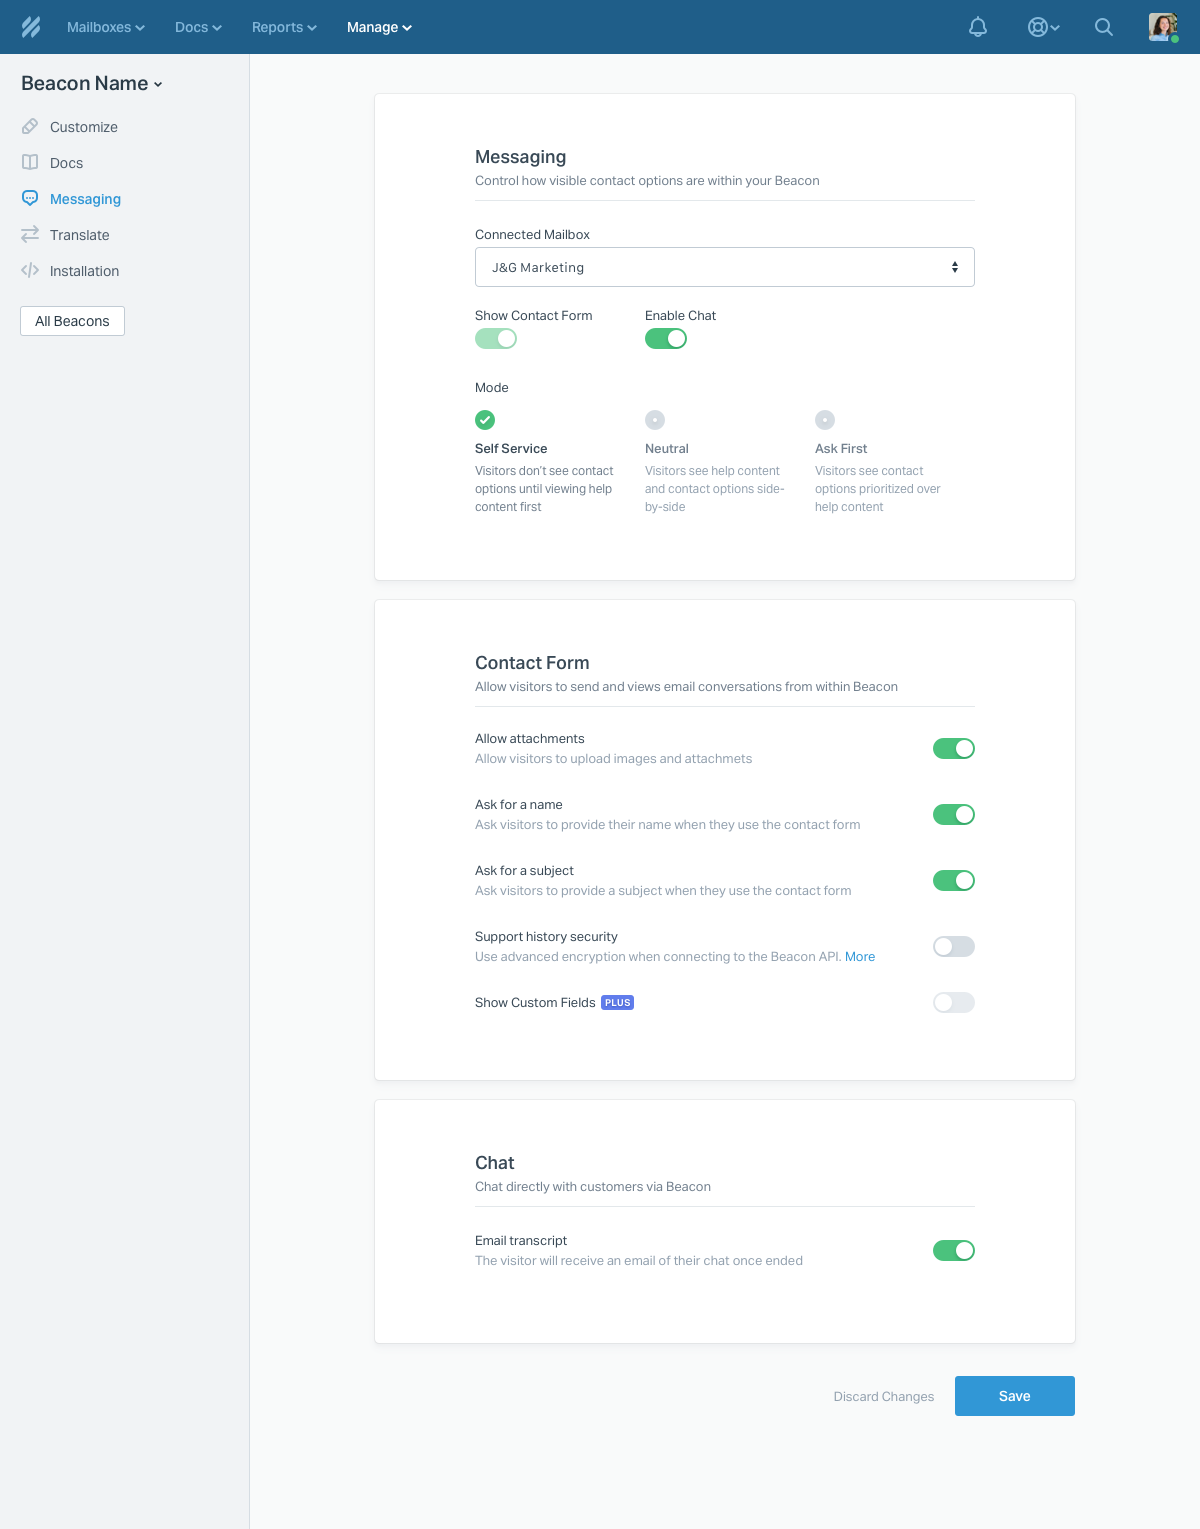 Mailboxes Docs Reports Manage
Beacon Name
Customize
Docs
Messaging
Translate
Installation
All Beacons
Messaging
Control how visible contact options are within your Beacon
Connected Mailbox
J&G Marketing
Show Contact Form Enable Chat
Mode
Self Service
Visitors don't see contact
options until viewing help
content first
Neutral
Visitors see help content
and contact options side-
by-side
Ask First
Visitors see contact
options prioritized over
help content
Contact Form
Allow visitors to send and views email conversations from within Beacon
Allow attachments
Allow visitors to upload images and attachmets
Ask for a name
Ask visitors to provide their name when they use the contact form
Ask for a subject
Ask visitors to provide a subject when they use the contact form
Support history security
Use advanced encryption when connecting to the Beacon API. More
Show Custom Fields PLUS
Chat
Chat directly with customers via Beacon
Email transcript
The visitor will receive an email of their chat once ended
Discard Changes Save